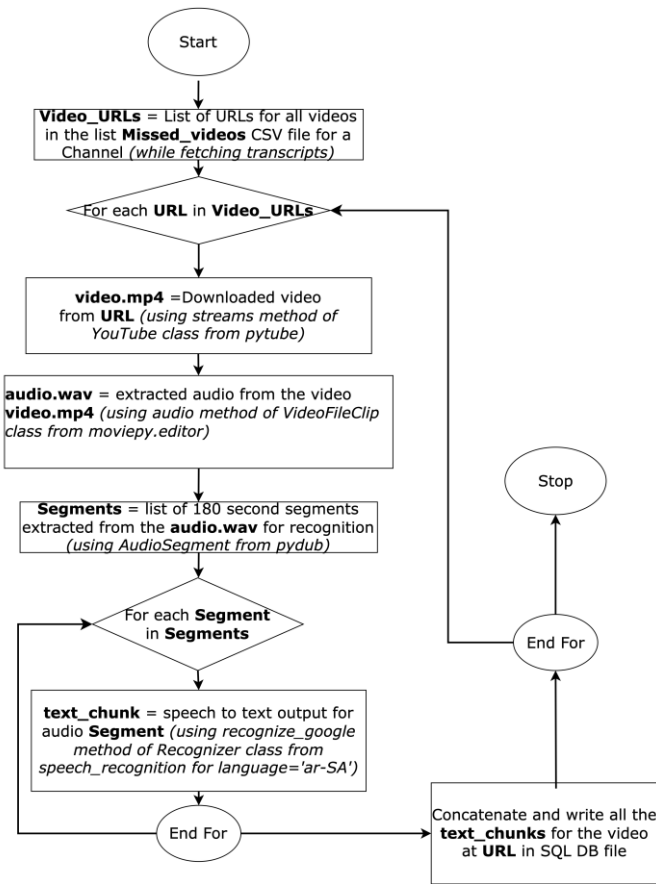 Start
Video_URLs = List of URLs for all videos
in the list Missed_videos CSV file for a
Channel (while fetching transcripts)
For each URL in Video_URLs
video.mp4 =Downloaded video
from URL (using streams method of
YouTube class from pytube)
audio.wav = extracted audio from the video
video.mp4 (using audio method of VideoFileClip
class from moviepy.editor)
Segments = list of 180 second segments
extracted from the audio.wav for recognition
(using AudioSegment from pydub)
For each Segment
in Segments
text_chunk = speech to text output for
audio Segment (using recognize_google
method of Recognizer class from
speech_recognition for language='ar-SA')
End For
Concatenate and write all the
text_chunks for the video
at URL in SQL DB file
End For
Stop